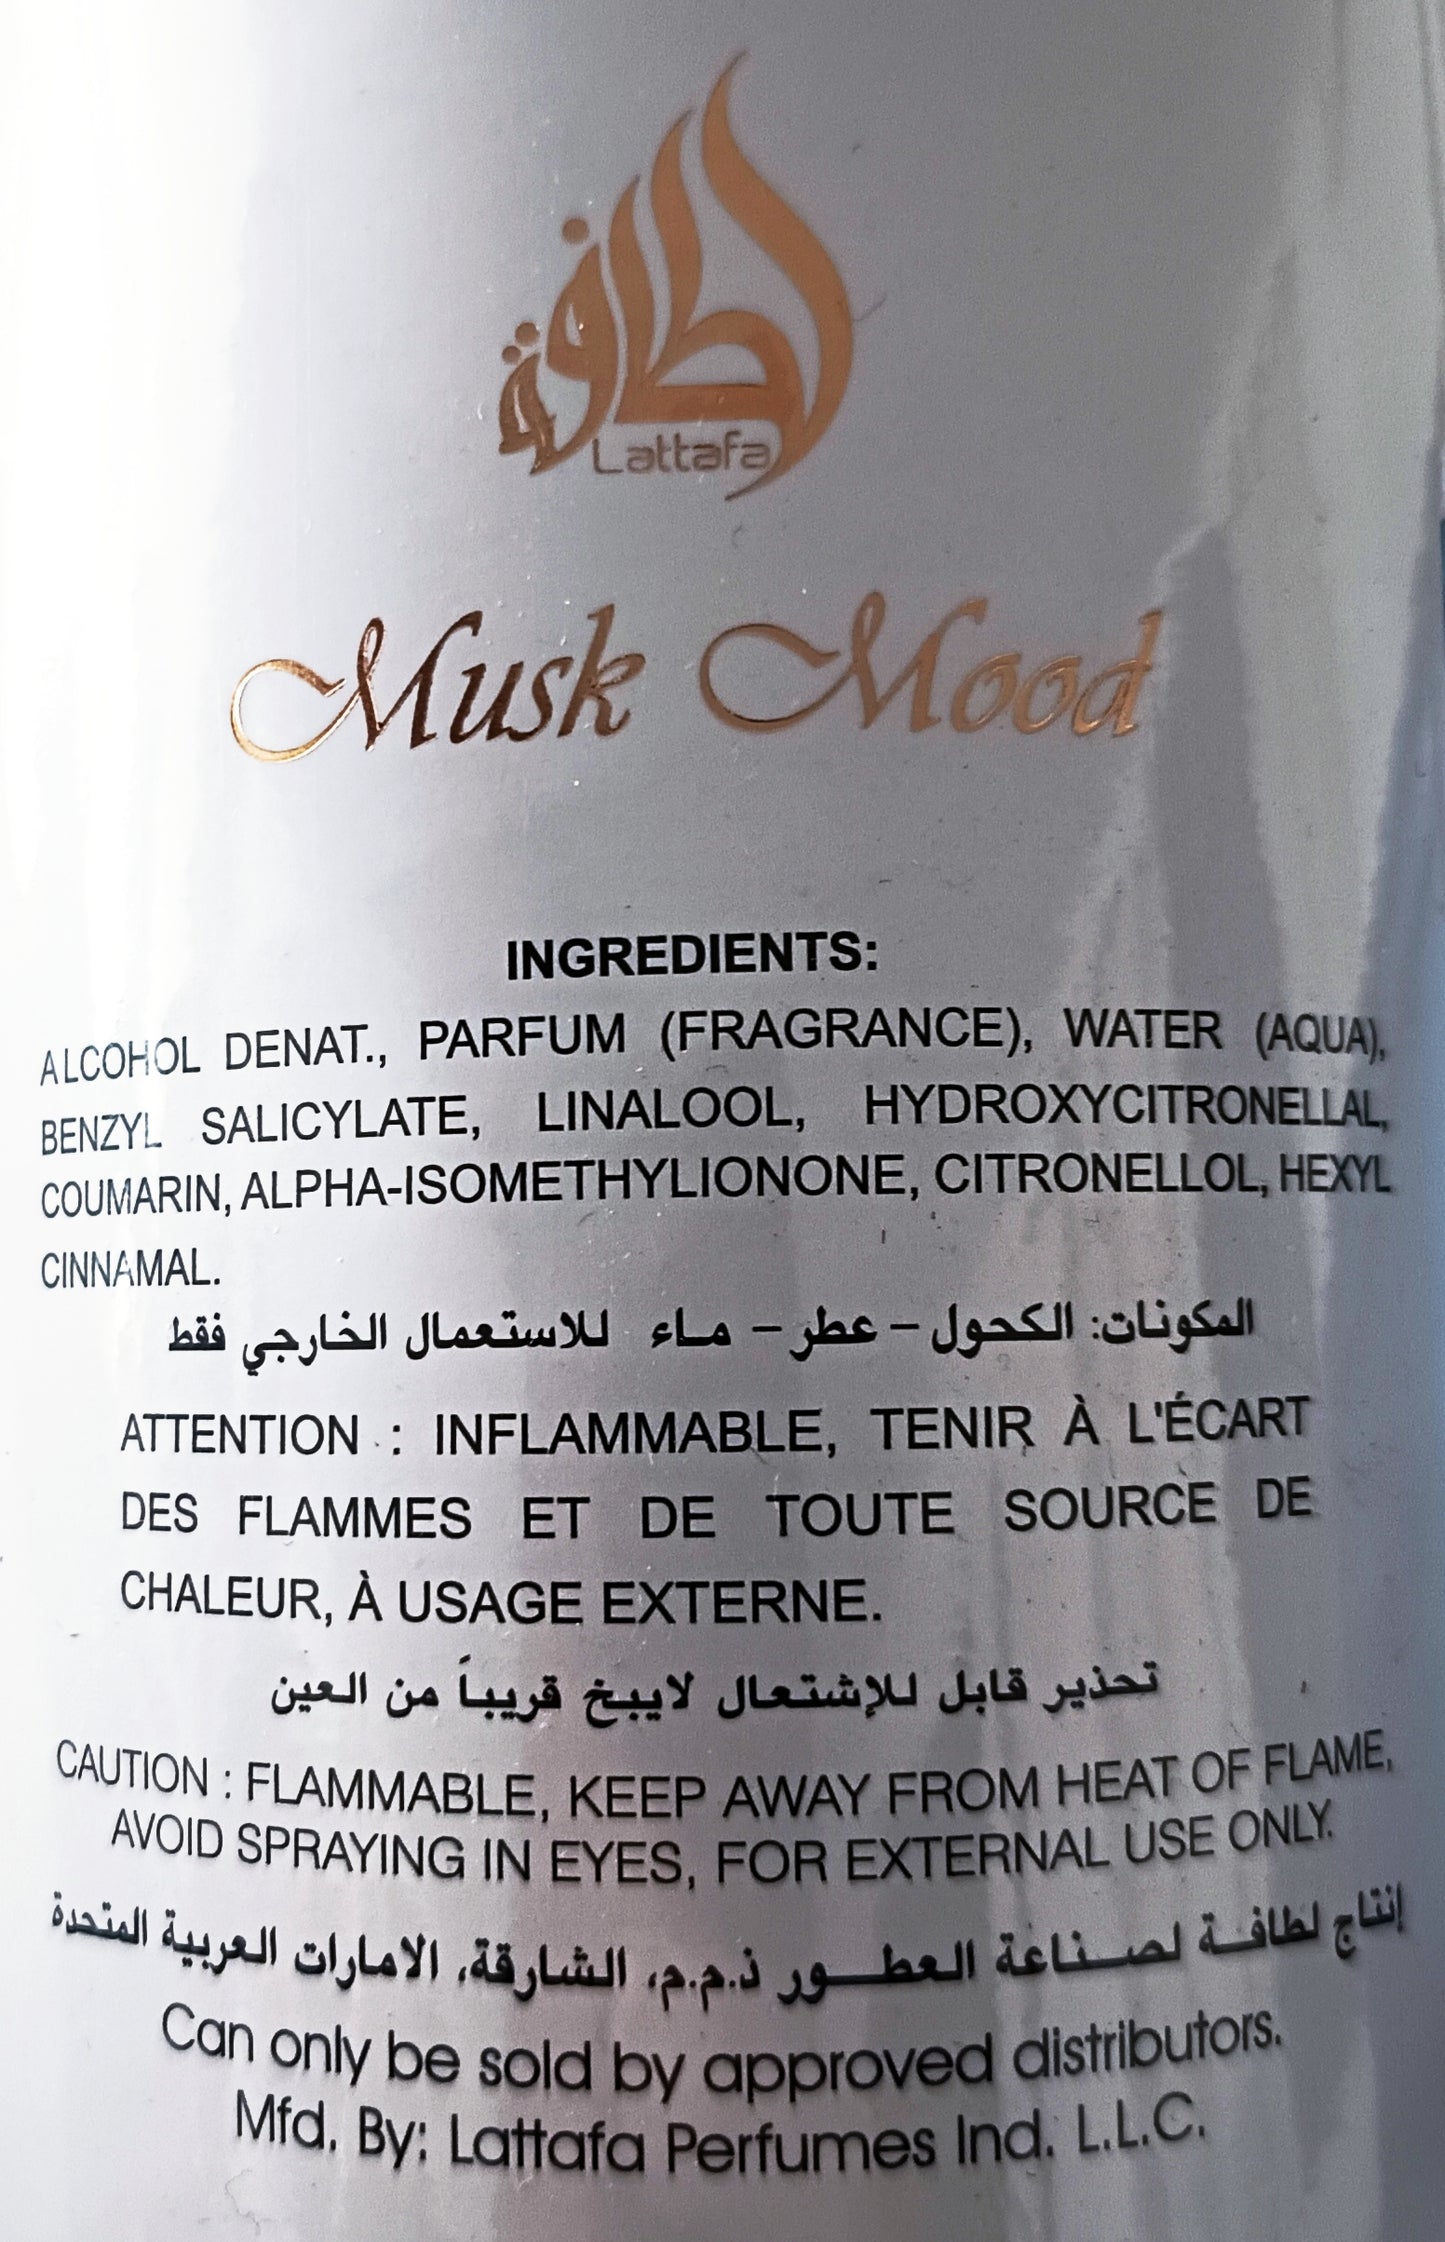 لطافة
Lattafa
Musk Mood
INGREDIENTS:
ALCOHOL DENAT., PARFUM (FRAGRANCE), WATER (AQUA),
BENZYL SALICYLATE, LINALOOL, HYDROXYCITRONELLAL,
COUMARIN, ALPHA-ISOMETHYLIONONE, CITRONELLOL, HEXYL
CINNAMAL.
المكونات: الكحول - عطر - ماء للاستعمال الخارجي فقط
ATTENTION : INFLAMMABLE, TENIR À L'ÉCART
DES FLAMMES ET DE TOUTE SOURCE DE
CHALEUR, À USAGE EXTERNE.
تحذير قابل للإشتعال لايبخ قريباً من العين
CAUTION : FLAMMABLE, KEEP AWAY FROM HEAT OF FLAME,
AVOID SPRAYING IN EYES, FOR EXTERNAL USE ONLY.
إنتاج لطافة لصناعة العطور ذ.م.م، الشارقة، الامارات العربية المتحدة
Can only be sold by approved distributors.
Mfd. By: Lattafa Perfumes Ind. L.L.C.